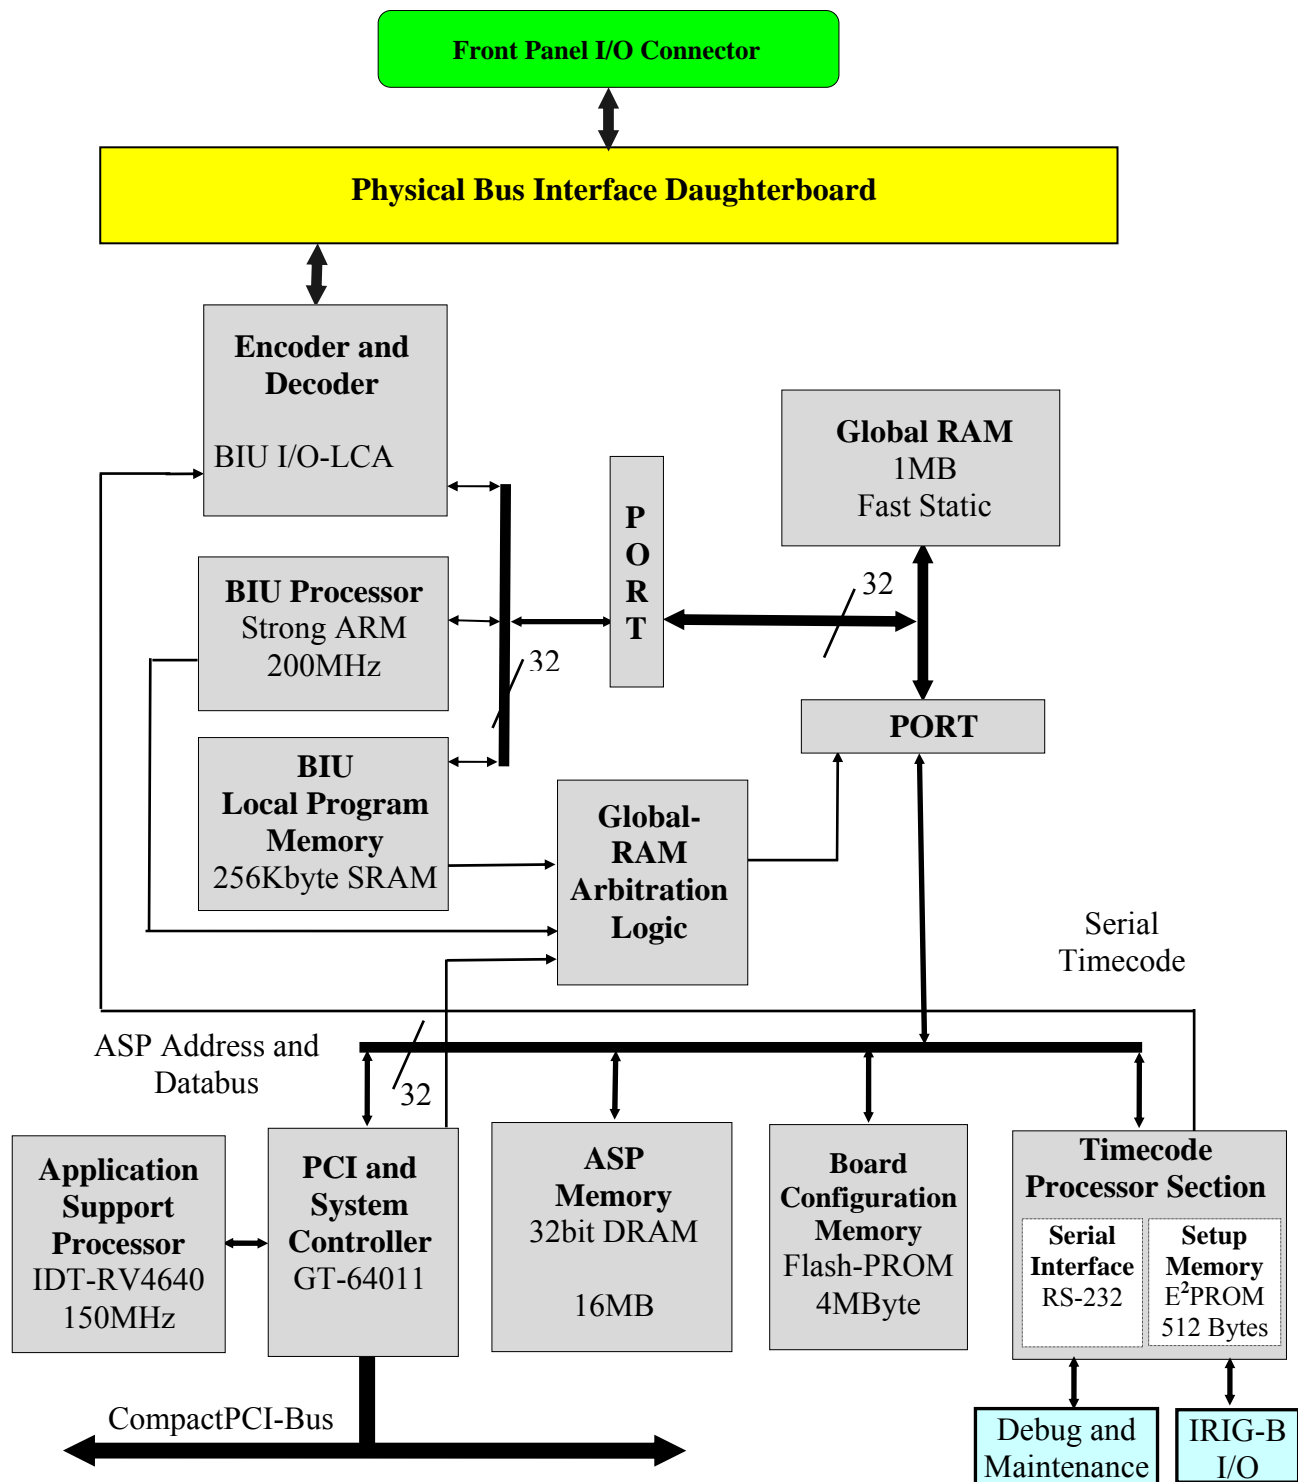 Front Panel I/O Connector
Physical Bus Interface Daughterboard
Encoder and
Decoder
BIU I/O-LCA
Global RAM
1MB
Fast Static
P
O
R
T
32
BIU Processor
Strong ARM
200MHz
32
PORT
BIU
Local Program
Memory
256Kbyte SRAM
Global-
RAM
Arbitration
Logic
Serial
Timecode
ASP Address and
Databus
32
Application
Support
Processor
IDT-RV4640
150MHz
PCI and
System
Controller
GT-64011
ASP
Memory
32bit DRAM
16MB
Board
Configuration
Memory
Flash-PROM
4MByte
Timecode
Processor Section
Serial
Interface
RS-232
Setup
Memory
E²PROM
512 Bytes
CompactPCI-Bus
Debug and
Maintenance
IRIG-B
I/O